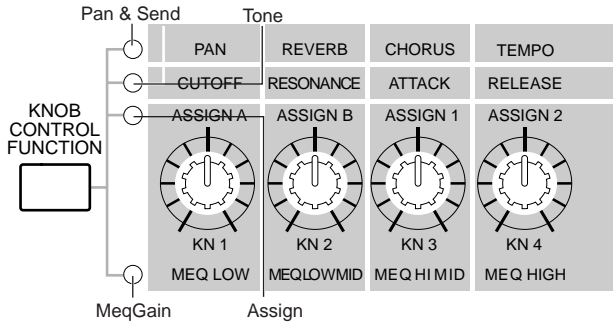 Pan & Send
Tone
PAN REVERB CHORUS TEMPO
CUTOFF RESONANCE ATTACK RELEASE
KNOB
CONTROL
FUNCTION
ASSIGN A ASSIGN B ASSIGN 1 ASSIGN 2
KN 1 KN 2 KN 3 KN 4
MEQ LOW MEQLOWMID MEQ HI MID MEQ HIGH
MeqGain
Assign